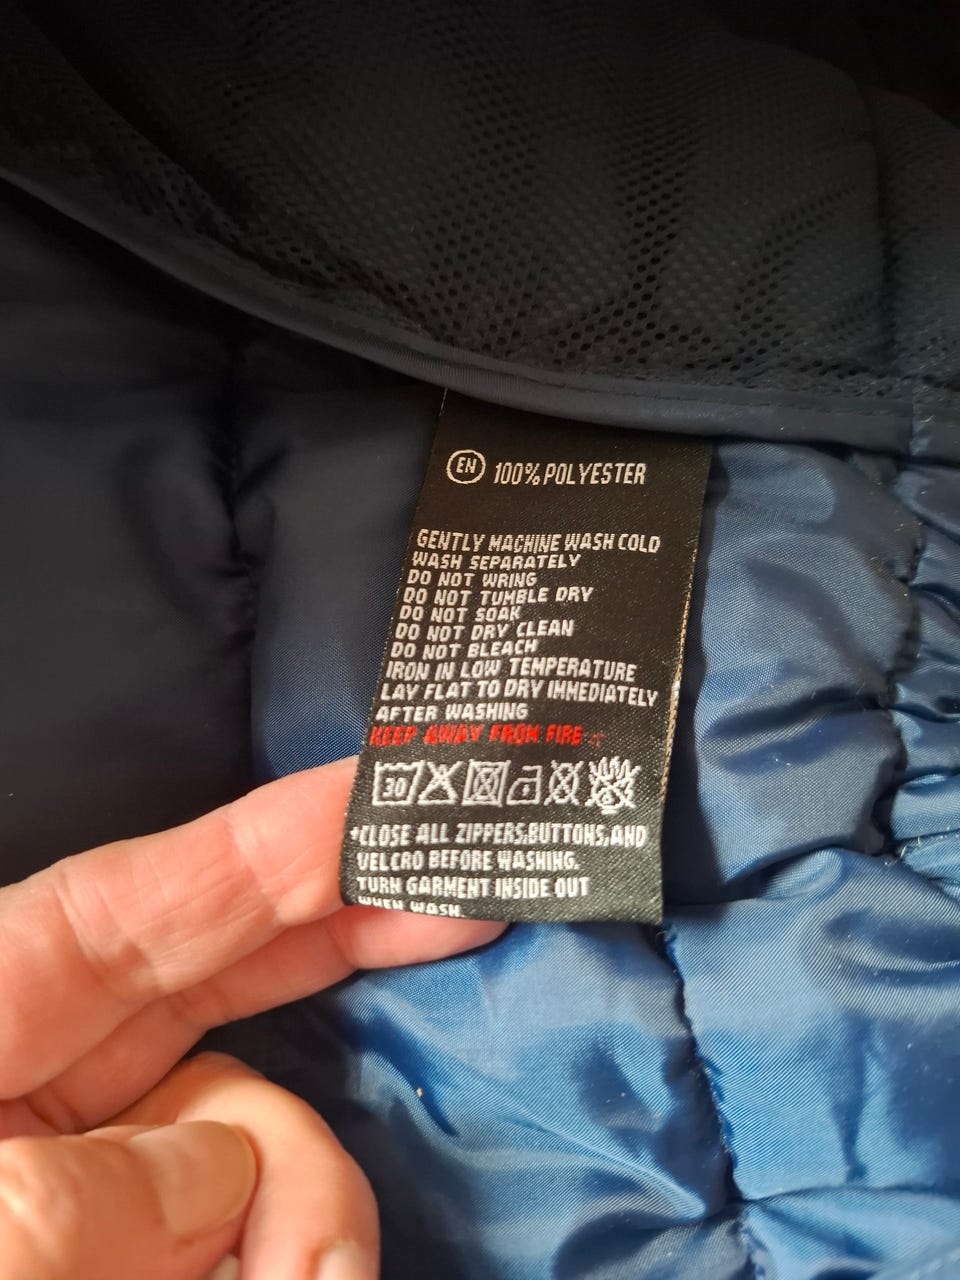 EN 100% POLYESTER
GENTLY MACHINE WASH COLD
WASH SEPARATELY
DO NOT WRING
DO NOT TUMBLE DRY
DO NOT SOAK
DO NOT DRY CLEAN
DO NOT BLEACH
IRON IN LOW TEMPERATURE
LAY FLAT TO DRY IMMEDIATELY
AFTER WASHING
KEEP AWAY FROM FIRE
30
*CLOSE ALL ZIPPERS,BUTTONS,AND
VELCRO BEFORE WASHING.
TURN GARMENT INSIDE OUT
WHEN WASH.